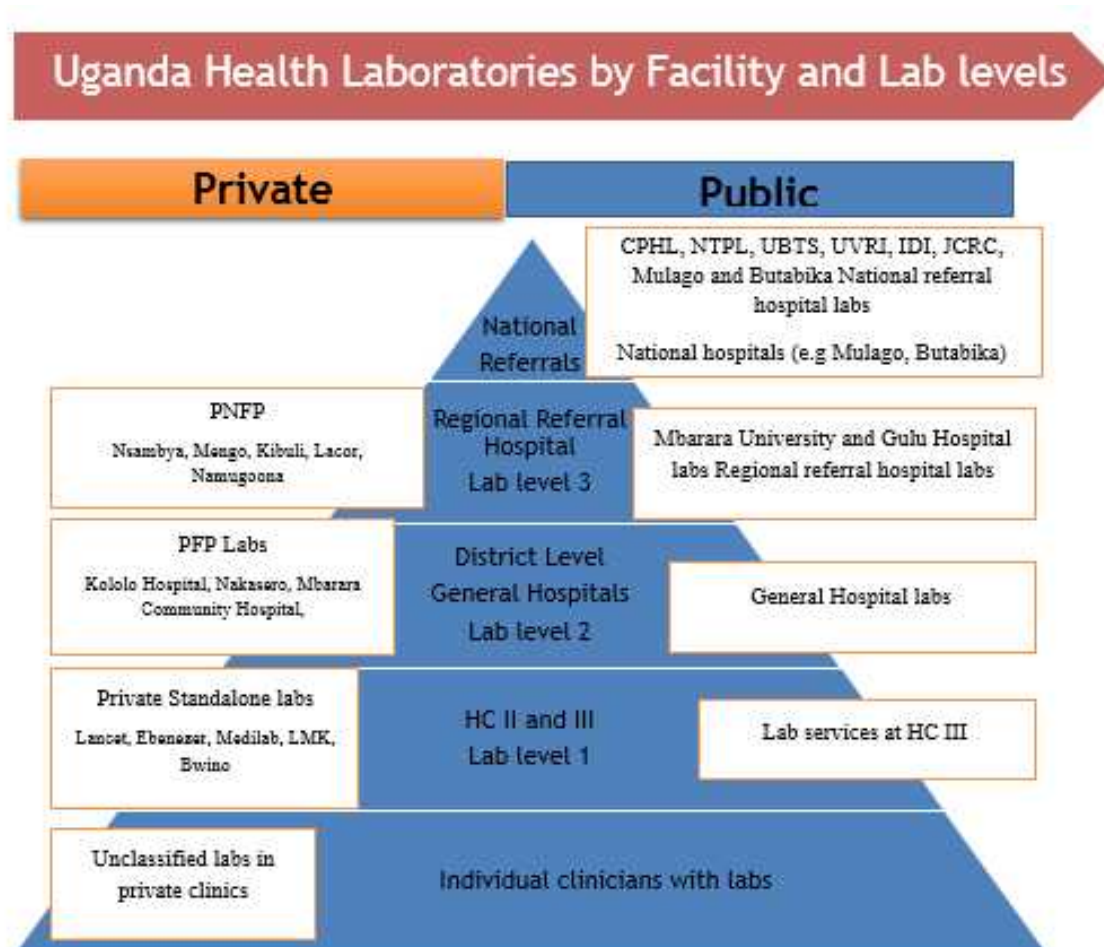 Uganda Health Laboratories by Facility and Lab levels
Private
Public
CPHL, NTPL, UBTS, UVRI, IDI, JCRC,
Mulago and Butabika National referral
hospital labs
National hospitals (e.g Mulago, Butabika)
National
Referrals
PNFP
Nsambya, Mengo, Kibuli, Lacor,
Namugoona
Regional Referral
Hospital
Lab level 3
Mbarara University and Gulu Hospital
labs Regional referral hospital labs
PFP Labs
Kololo Hospital, Nakasero, Mbarara
Community Hospital,
District Level
General Hospitals
Lab level 2
General Hospital labs
Private Standalone labs
Lancet, Ebenezer, Medilab, LMK,
Bwino
HC II and III
Lab level 1
Lab services at HC III
Unclassified labs in
private clinics
Individual clinicians with labs